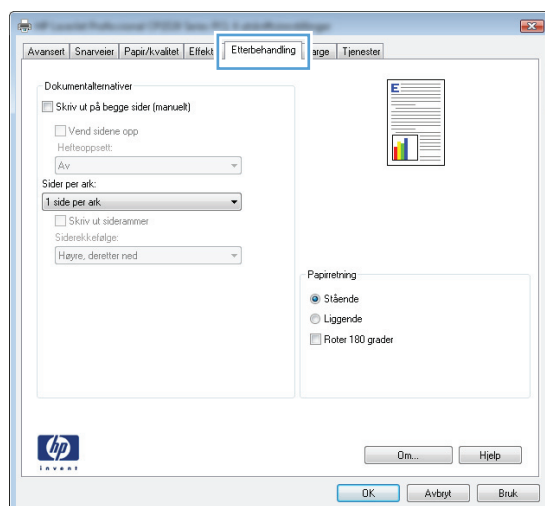 Avansert Snarveier Papir/kvalitet Effekt Etterbehandling arge Tjenester
Dokumentalternativer
Skriv ut på begge sider (manuelt)
Vend sidene opp
Hefteoppsett:
Av
Sider per ark:
1 side per ark
Skriv ut siderammer
Siderekkefølge:
Høyre, deretter ned
E
Papirretning
Stående
Liggende
Roter 180 grader
hp
invent
Om... Hjelp
OK Avbryt Bruk